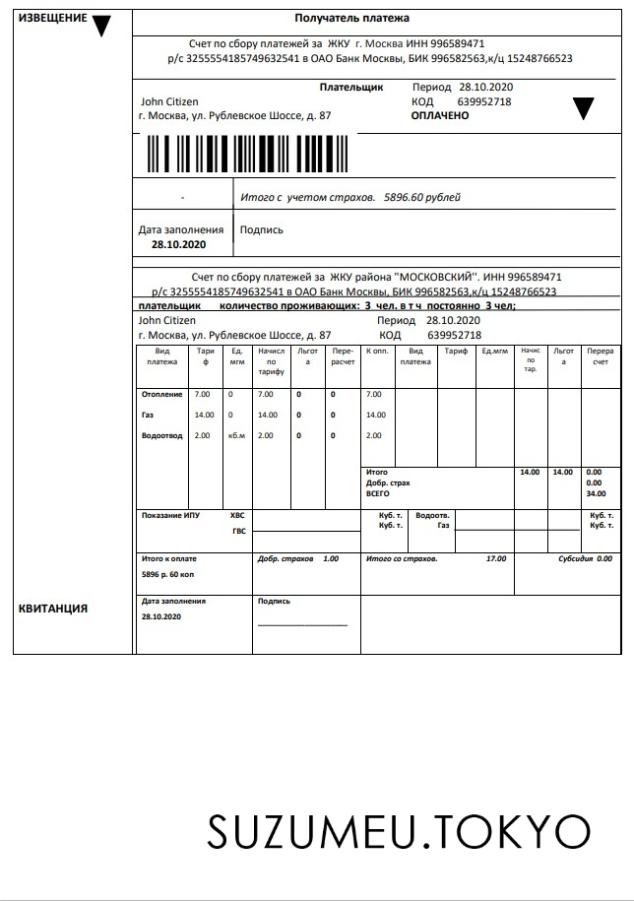 ИЗВЕЩЕНИЕ
Получатель платежа
Счет по сбору платежей за ЖКУ г. Москва ИНН 996589471
р/с 3255554185749632541 в ОАО Банк Москвы, БИК 996582563,к/ц 15248766523
Плательщик Период 28.10.2020
John Citizen КОД 639952718
г. Москва, ул. Рублевское Шоссе, д. 87 ОПЛАЧЕНО
- Итого с учетом страхов. 5896.60 рублей
Дата заполнения Подпись
28.10.2020
Счет по сбору платежей за ЖКУ района "МОСКОВСКИЙ". ИНН 996589471
р/с 3255554185749632541 в ОАО Банк Москвы, БИК 996582563,к/ц 15248766523
плательщик количество проживающих: 3 чел. в т ч постоянно 3 чел;
John Citizen Период 28.10.2020
г. Москва, ул. Рублевское Шоссе, д. 87 КОД 639952718
Вид Тари Ед. Начисл Льгот Пере- К опл. Вид Тариф Ед.мгм Начис Льгот Перера
платежа ф мгм по а расчет платежа по а счет
тарифу тар.
Отопление 7.00 0 7.00 0 0 7.00
Газ 14.00 0 14.00 0 0 14.00
Водоотвод 2.00 кб.м 2.00 0 0 2.00
Итого 14.00 14.00 0.00
Добр. страх 0.00
ВСЕГО 34.00
Показание ИПУ ХВС Куб. т. Водоотв. Куб. т.
ГВС Куб. т. Газ Куб. т.
Итого к оплате Добр. страхов 1.00 Итого со страхов. 17.00 Субсидия 0.00
5896 р. 60 коп
КВИТАНЦИЯ
Дата заполнения Подпись
28.10.2020
SUZUMEU.TOKYO